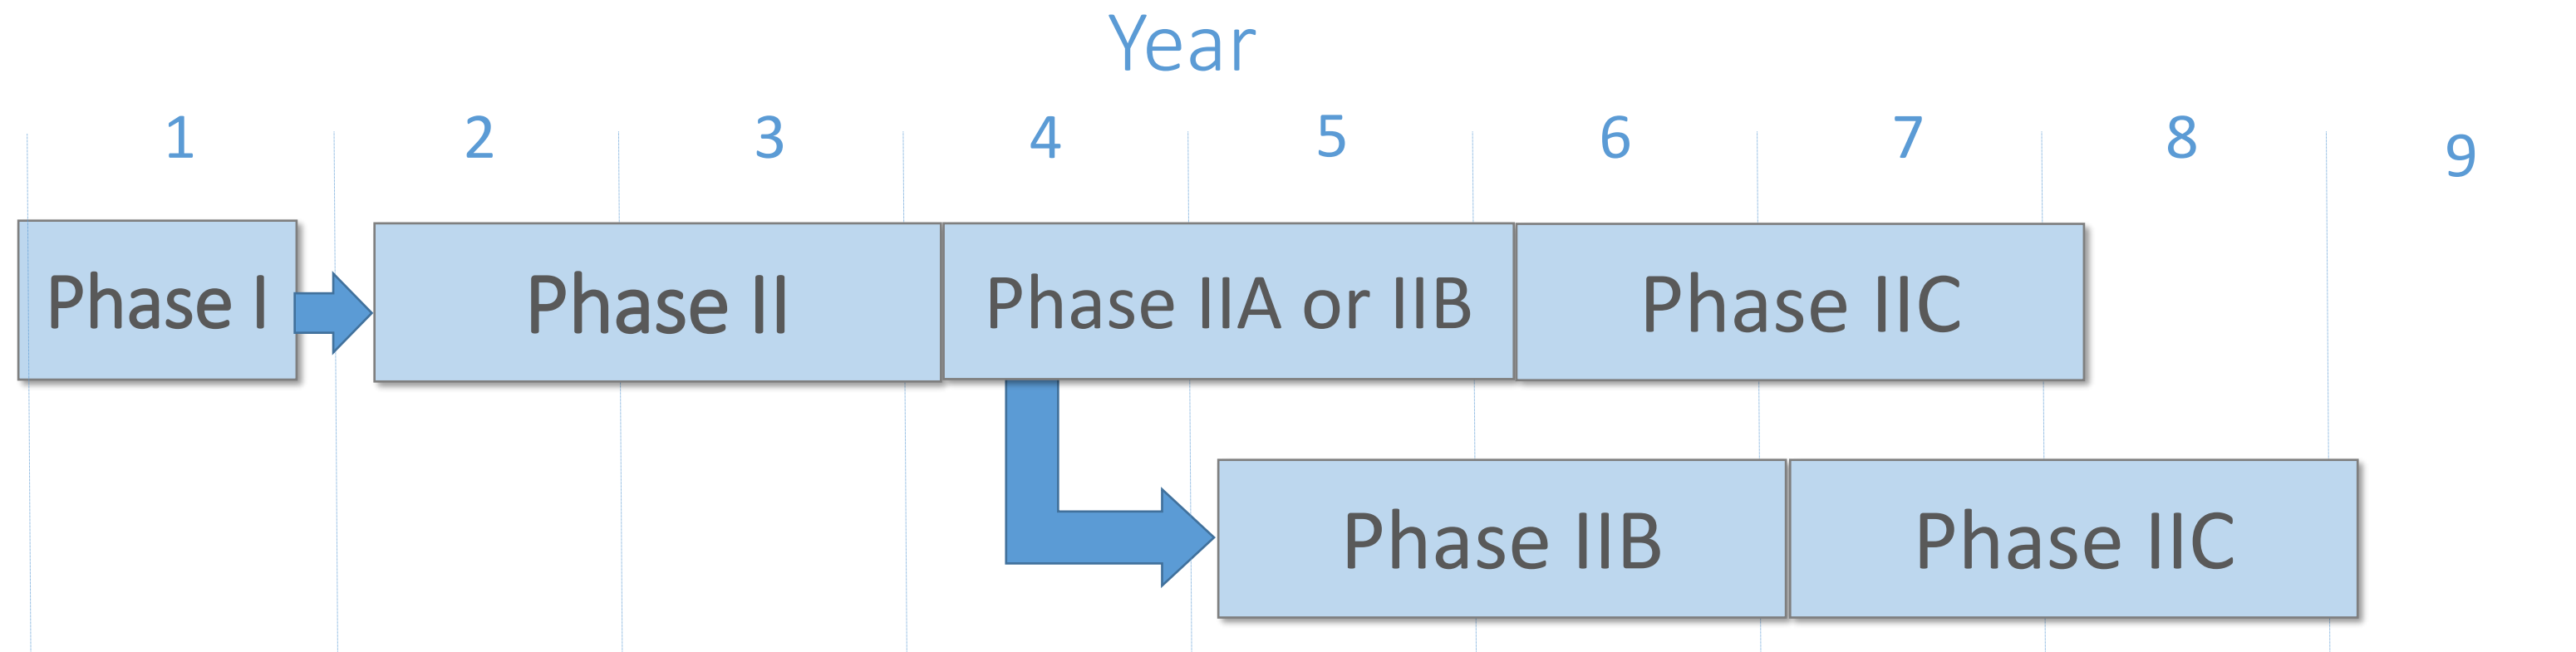 Year
1 2 3 4 5 6 7 8 9
Phase I Phase II Phase IIA or IIB Phase IIC
Phase IIB Phase IIC